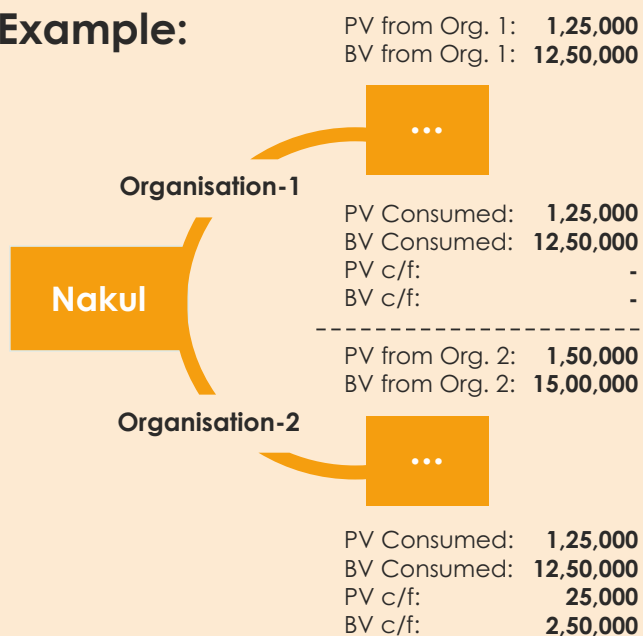 Example:
PV from Org. 1: 1,25,000
BV from Org. 1: 12,50,000
...
Organisation-1
PV Consumed: 1,25,000
BV Consumed: 12,50,000
PV c/f: -
BV c/f: -
Nakul
PV from Org. 2: 1,50,000
BV from Org. 2: 15,00,000
Organisation-2
...
PV Consumed: 1,25,000
BV Consumed: 12,50,000
PV c/f: 25,000
BV c/f: 2,50,000